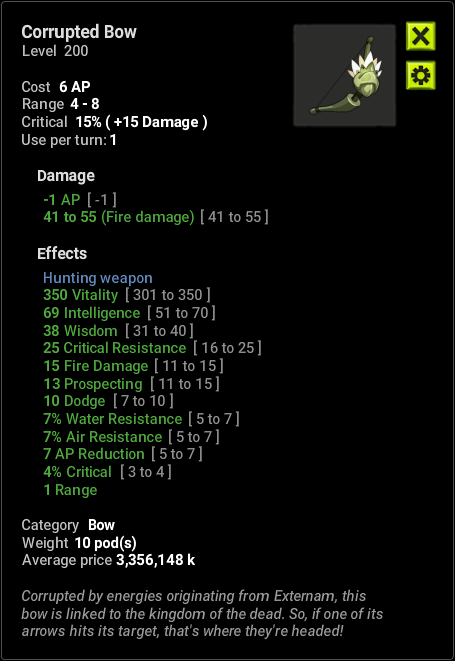 Corrupted Bow
Level 200
Cost 6 AP
Range 4 - 8
Critical 15% ( +15 Damage )
Use per turn: 1
Damage
-1 AP [ -1 ]
41 to 55 (Fire damage) [ 41 to 55 ]
Effects
Hunting weapon
350 Vitality [ 301 to 350 ]
69 Intelligence [ 51 to 70 ]
38 Wisdom [ 31 to 40 ]
25 Critical Resistance [ 16 to 25 ]
15 Fire Damage [ 11 to 15 ]
13 Prospecting [ 11 to 15 ]
10 Dodge [ 7 to 10 ]
7% Water Resistance [ 5 to 7 ]
7% Air Resistance [ 5 to 7 ]
7 AP Reduction [ 5 to 7 ]
4% Critical [ 3 to 4 ]
1 Range
Category Bow
Weight 10 pod(s)
Average price 3,356,148 k
Corrupted by energies originating from Externam, this
bow is linked to the kingdom of the dead. So, if one of its
arrows hits its target, that's where they're headed!